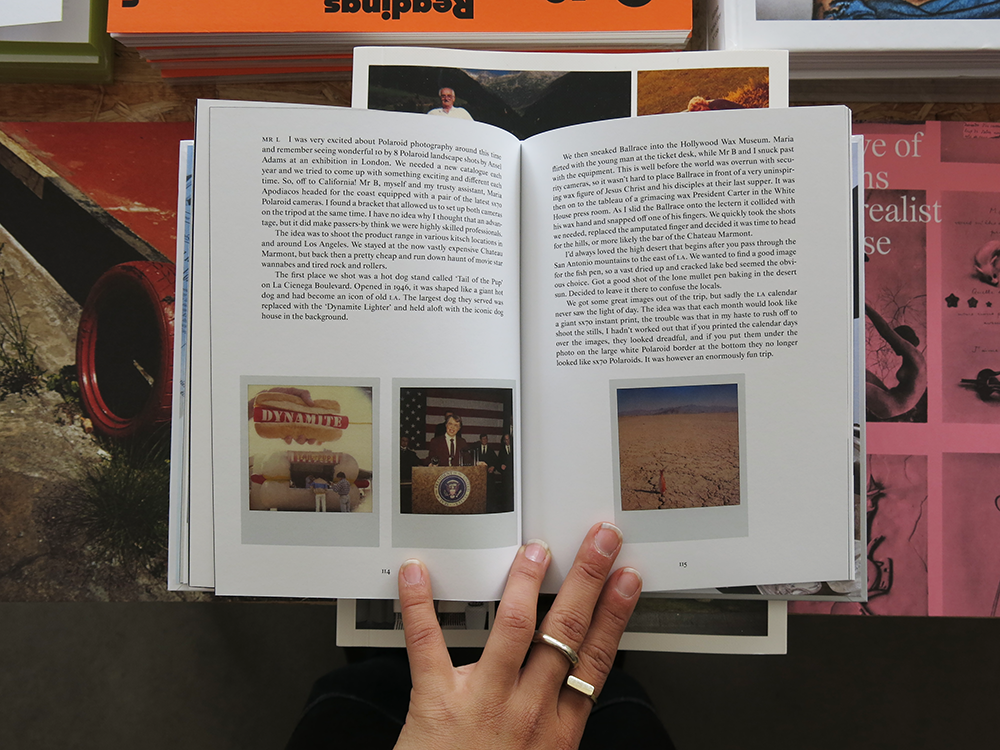 Readings
MR L I was very excited about Polaroid photography around this time
and remember seeing wonderful 10 by 8 Polaroid landscape shots by Ansel
Adams at an exhibition in London. We needed a new catalogue each
year and we tried to come up with something exciting and different each
time. So, off to California! Mr B, myself and my trusty assistant, Maria
Apodiacos headed for the coast equipped with a pair of the latest SX70
Polaroid cameras. I found a bracket that allowed us to set up both cameras
on the tripod at the same time. I have no idea why I thought that an advan-
tage, but it did make passers-by think we were highly skilled professionals.
The idea was to shoot the product range in various kitsch locations in
and around Los Angeles. We stayed at the now vastly expensive Chateau
Marmont, but back then a pretty cheap and run down haunt of movie star
wannabes and tired rock and rollers.
The first place we shot was a hot dog stand called ‘Tail of the Pup’
on La Cienega Boulevard. Opened in 1946, it was shaped like a giant hot
dog and had become an icon of old LA. The largest dog they served was
replaced with the ‘Dynamite Lighter’ and held aloft with the iconic dog
house in the background.
DYNAMITE
114
We then sneaked Ballrace into the Hollywood Wax Museum. Maria
flirted with the young man at the ticket desk, while Mr B and I snuck past
with the equipment. This is well before the world was overrun with secu-
rity cameras, so it wasn't hard to place Ballrace in front of a very uninspir-
ing wax figure of Jesus Christ and his disciples at their last supper. It was
then on to the tableau of a grimacing wax President Carter in the White
House press room. As I slid the Ballrace onto the lectern it collided with
his wax hand and snapped off one of his fingers. We quickly took the shots
we needed, replaced the amputated finger and decided it was time to head
for the hills, or more likely the bar of the Chateau Marmont.
I'd always loved the high desert that begins after you pass through the
San Antonio mountains to the east of LA. We wanted to find a good image
for the fish pen, so a vast dried up and cracked lake bed seemed the obvi-
ous choice. Got a good shot of the lone mullet pen baking in the desert
sun. Decided to leave it there to confuse the locals.
We got some great images out of the trip, but sadly the LA calendar
never saw the light of day. The idea was that each month would look like
a giant SX70 instant print, the trouble was that in my haste to rush off to
shoot the stills, I hadn't worked out that if you printed the calendar days
over the images, they looked dreadful, and if you put them under the
photo on the large white Polaroid border at the bottom they no longer
looked like SX70 Polaroids. It was however an enormously fun trip.
115
ve of
ns
realist
se